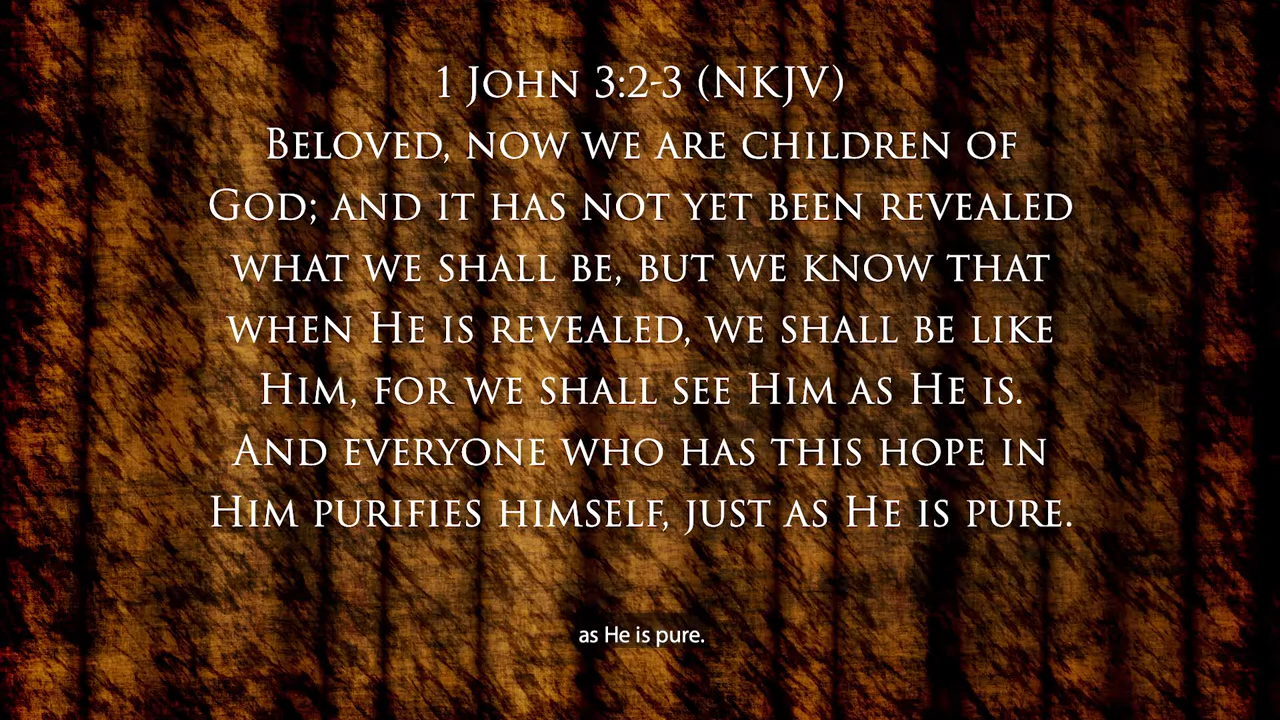 1 John 3:2-3 (NKJV)
Beloved, now we are children of
God; and it has not yet been revealed
what we shall be, but we know that
when He is revealed, we shall be like
Him, for we shall see Him as He is.
And everyone who has this hope in
Him purifies himself, just as He is pure.
as He is pure.